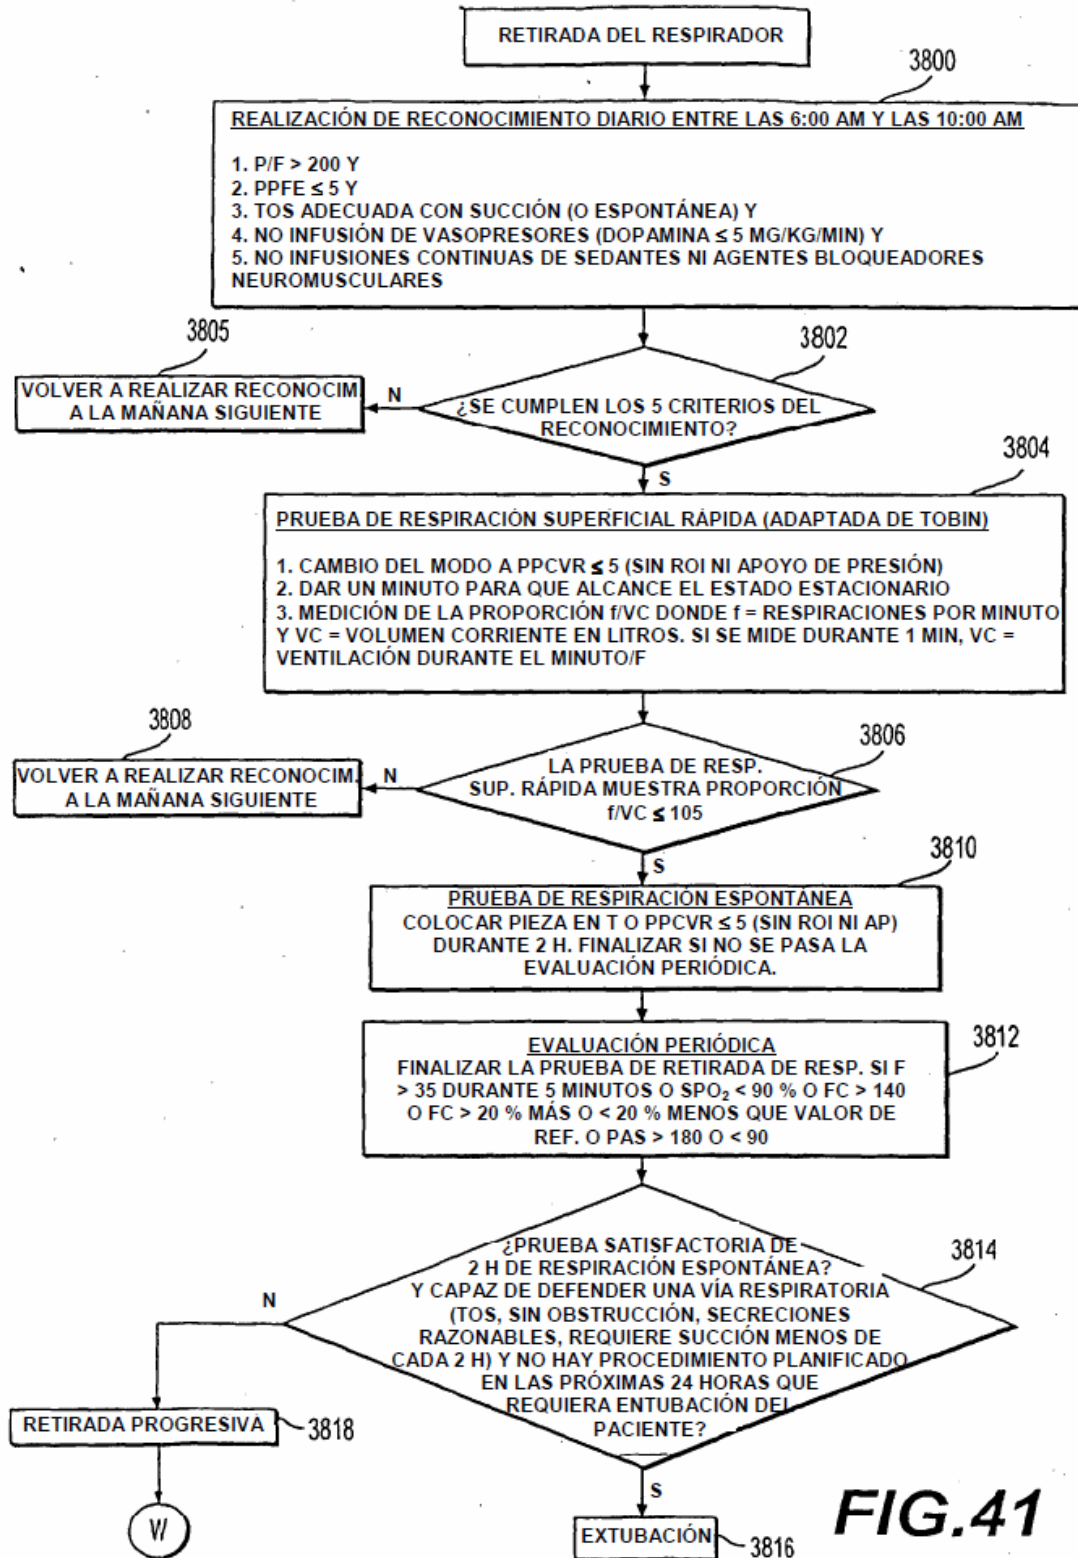 RETIRADA DEL RESPIRADOR
3800
REALIZACIÓN DE RECONOCIMIENTO DIARIO ENTRE LAS 6:00 AM Y LAS 10:00 AM
1. P/F > 200 Y
2. PPFE ≤ 5 Y
3. TOS ADECUADA CON SUCCIÓN (O ESPONTÁNEA) Y
4. NO INFUSIÓN DE VASOPRESORES (DOPAMINA ≤ 5 MG/KG/MIN) Y
5. NO INFUSIONES CONTINUAS DE SEDANTES NI AGENTES BLOQUEADORES
NEUROMUSCULARES
3805
VOLVER A REALIZAR RECONOCIM.
A LA MAÑANA SIGUIENTE
N
3802
¿SE CUMPLEN LOS 5 CRITERIOS DEL
RECONOCIMIENTO?
S
3804
PRUEBA DE RESPIRACIÓN SUPERFICIAL RÁPIDA (ADAPTADA DE TOBIN)
1. CAMBIO DEL MODO A PPCVR ≤ 5 (SIN ROI NI APOYO DE PRESIÓN)
2. DAR UN MINUTO PARA QUE ALCANCE EL ESTADO ESTACIONARIO
3. MEDICIÓN DE LA PROPORCIÓN f/VC DONDE f = RESPIRACIONES POR MINUTO
Y VC = VOLUMEN CORRIENTE EN LITROS. SI SE MIDE DURANTE 1 MIN, VC =
VENTILACIÓN DURANTE EL MINUTO/F
3808
VOLVER A REALIZAR RECONOCIM.
A LA MAÑANA SIGUIENTE
N
3806
LA PRUEBA DE RESP.
SUP. RÁPIDA MUESTRA PROPORCIÓN
f/VC ≤ 105
S
3810
PRUEBA DE RESPIRACIÓN ESPONTÁNEA
COLOCAR PIEZA EN T O PPCVR ≤ 5 (SIN ROI NI AP)
DURANTE 2 H. FINALIZAR SI NO SE PASA LA
EVALUACIÓN PERIÓDICA.
3812
EVALUACIÓN PERIÓDICA
FINALIZAR LA PRUEBA DE RETIRADA DE RESP. SI F
> 35 DURANTE 5 MINUTOS O SPO₂ < 90 % O FC > 140
O FC > 20 % MÁS O < 20 % MENOS QUE VALOR DE
REF. O PAS > 180 O < 90
3814
¿PRUEBA SATISFACTORIA DE
2 H DE RESPIRACIÓN ESPONTÁNEA?
Y CAPAZ DE DEFENDER UNA VÍA RESPIRATORIA
(TOS, SIN OBSTRUCCIÓN, SECRECIONES
RAZONABLES, REQUIERE SUCCIÓN MENOS DE
CADA 2 H) Y NO HAY PROCEDIMIENTO PLANIFICADO
EN LAS PRÓXIMAS 24 HORAS QUE
REQUIERA ENTUBACIÓN DEL
PACIENTE?
N
RETIRADA PROGRESIVA
3818
W
S
EXTUBACIÓN
3816
FIG.41